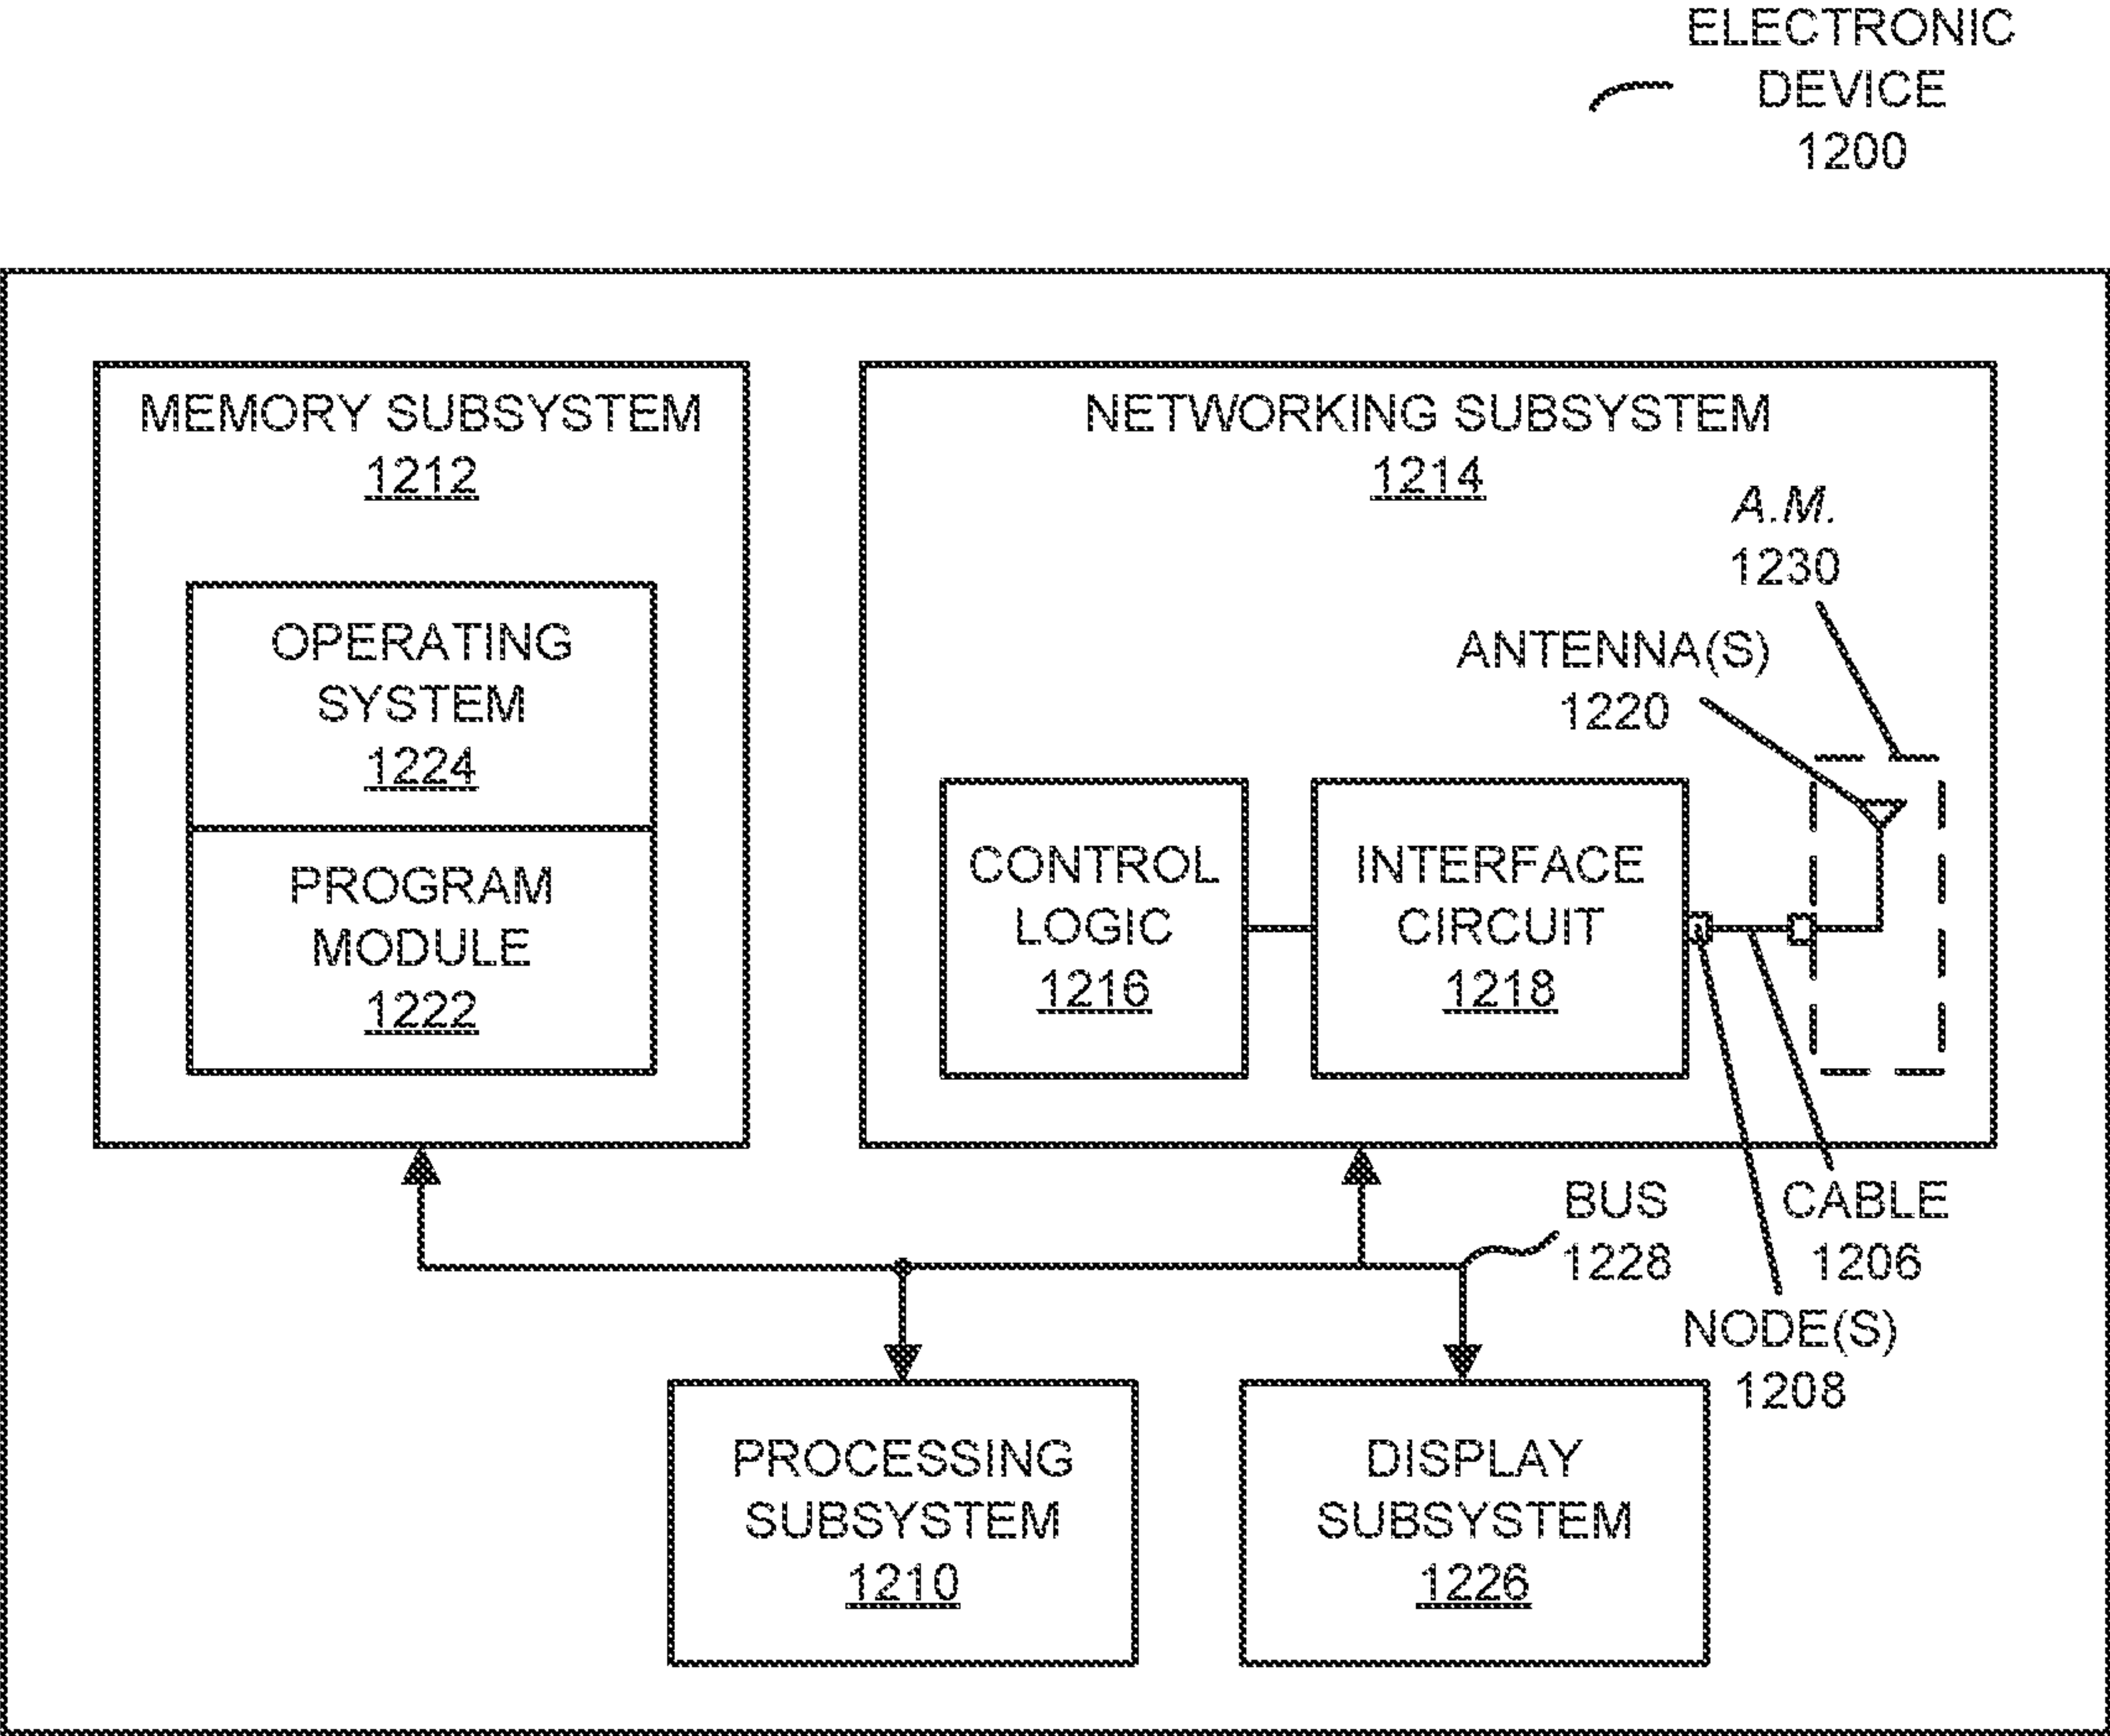 ELECTRONIC
DEVICE
1200
MEMORY SUBSYSTEM
1212
OPERATING
SYSTEM
1224
PROGRAM
MODULE
1222
NETWORKING SUBSYSTEM
1214
A.M.
1230
ANTENNA(S)
1220
CONTROL
LOGIC
1216
INTERFACE
CIRCUIT
1218
BUS
1228
CABLE
1206
NODE(S)
1208
PROCESSING
SUBSYSTEM
1210
DISPLAY
SUBSYSTEM
1226